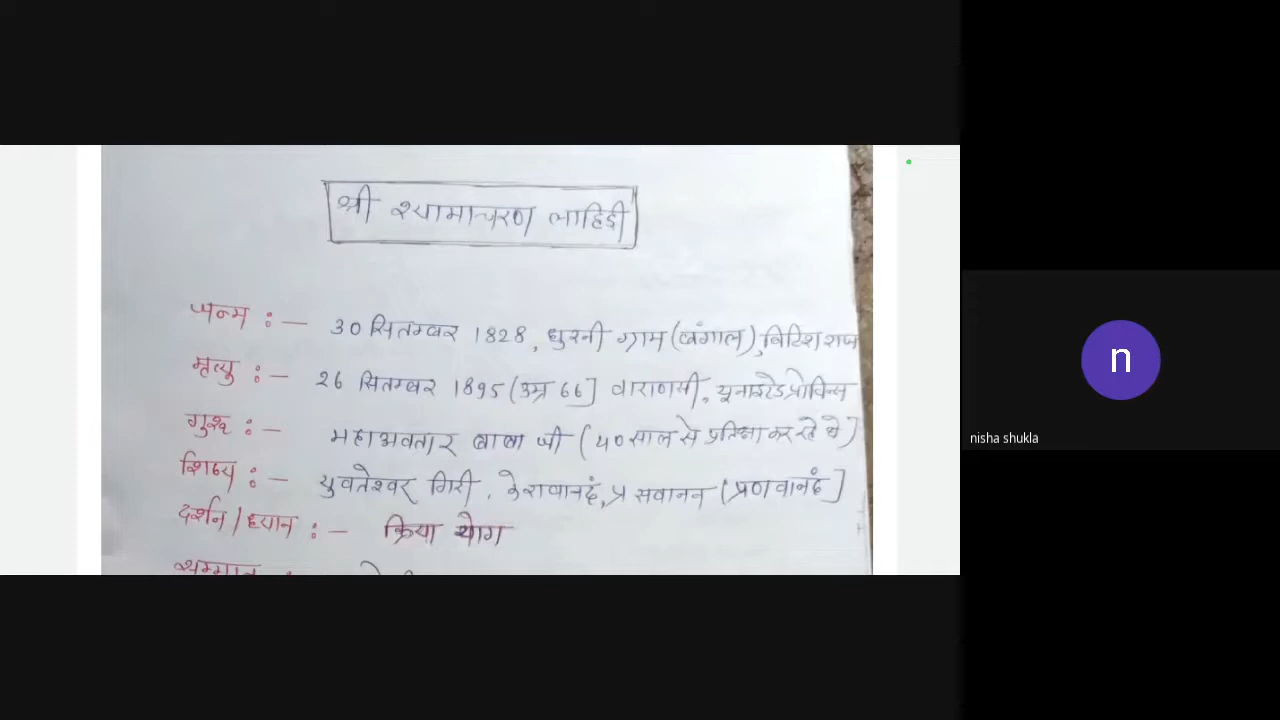 श्री श्यामाचरण लाहिड़ी
जन्म :— 30 सितम्बर 1828, धुरनी ग्राम (बंगाल), ब्रिटिश राज
मृत्यु :— 26 सितम्बर 1895 (उम्र 66) वाराणसी, यूनाइटेड प्रोविन्स
गुरु :— महाअवतार बाबा जी (40 साल से प्रतिक्षा कर रहे थे)
शिष्य :— युक्तेश्वर गिरी, केशवानंद, (प्रणवानंद)
दर्शन / ध्यान :— क्रिया योग
n
nisha shukla